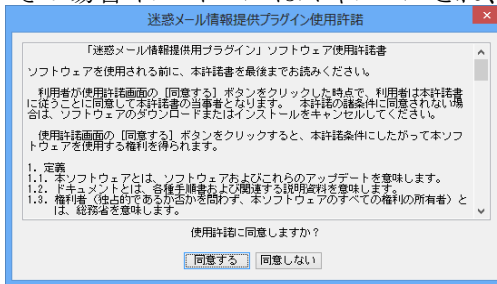 迷惑メール情報提供プラグイン使用許諾
「迷惑メール情報提供用プラグイン」ソフトウェア使用許諾書
ソフトウェアを使用される前に、本許諾書を最後までお読みください。
利用者が使用許諾画面の［同意する］ボタンをクリックした時点で、利用者は本許諾書
に従うことに同意して本許諾書の当事者となります。 本許諾の諸条件に同意されない場
合は、ソフトウェアのダウンロードまたはインストールをキャンセルしてください。
使用許諾画面の［同意する］ボタンをクリックすると、本許諾条件にしたがって本ソフ
トウェアを使用する権利を得られます。
1. 定義
1.1. 本ソフトウェアとは、ソフトウェアおよびこれらのアップデートを意味します。
1.2. ドキュメントとは、各種手順書および関連する説明資料を意味します。
1.3. 権利者（独占的であるか否かを問わず、本ソフトウェアのすべての権利の所有者）と
は、総務省を意味します。
使用許諾に同意しますか？
同意する 同意しない